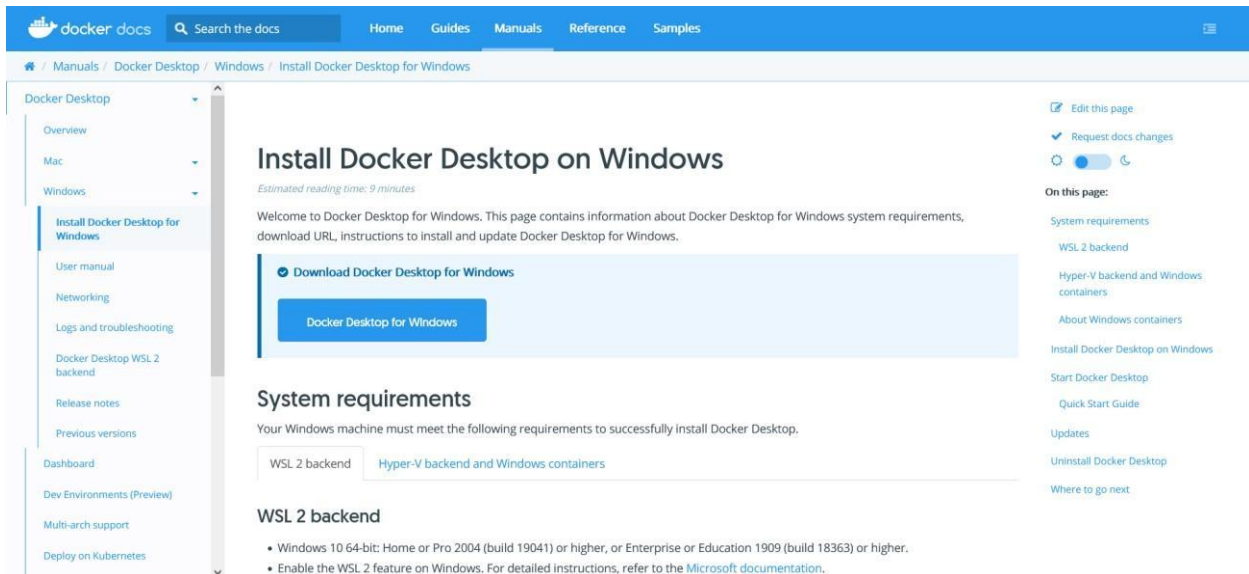 docker docs
Search the docs
Home
Guides
Manuals
Reference
Samples
/ Manuals / Docker Desktop / Windows / Install Docker Desktop for Windows
Docker Desktop
Overview
Mac
Windows
Install Docker Desktop for
Windows
User manual
Networking
Logs and troubleshooting
Docker Desktop WSL 2
backend
Release notes
Previous versions
Dashboard
Dev Environments (Preview)
Multi-arch support
Deploy on Kubernetes
Install Docker Desktop on Windows
Estimated reading time: 9 minutes
Welcome to Docker Desktop for Windows. This page contains information about Docker Desktop for Windows system requirements,
download URL, instructions to install and update Docker Desktop for Windows.
Download Docker Desktop for Windows
Docker Desktop for Windows
System requirements
Your Windows machine must meet the following requirements to successfully install Docker Desktop.
WSL 2 backend
Hyper-V backend and Windows containers
WSL 2 backend
• Windows 10 64-bit: Home or Pro 2004 (build 19041) or higher, or Enterprise or Education 1909 (build 18363) or higher.
• Enable the WSL 2 feature on Windows. For detailed instructions, refer to the Microsoft documentation.
Edit this page
Request docs changes
On this page:
System requirements
WSL 2 backend
Hyper-V backend and Windows
containers
About Windows containers
Install Docker Desktop on Windows
Start Docker Desktop
Quick Start Guide
Updates
Uninstall Docker Desktop
Where to go next